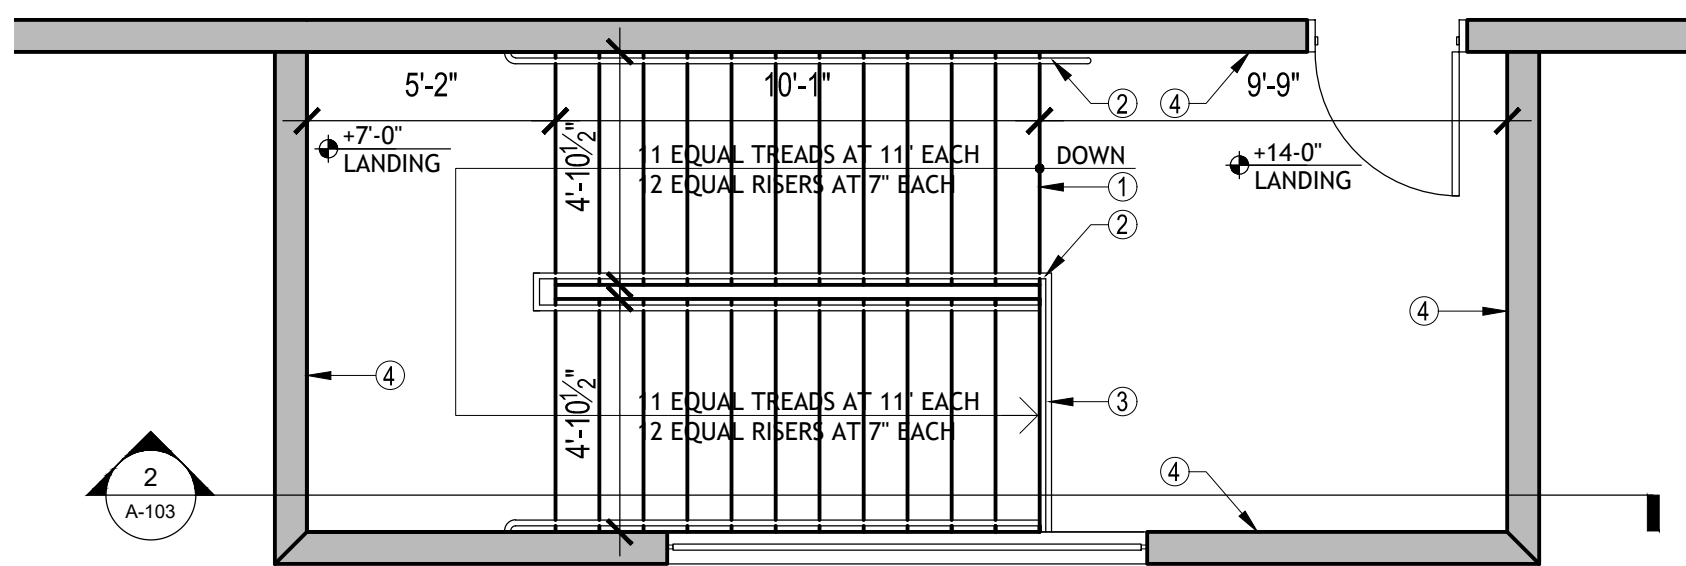 5'-2"
10'-1"
9'-9"
2
4
+7'-0"
LANDING
4'-10½"
11 EQUAL TREADS AT 11" EACH
12 EQUAL RISERS AT 7" EACH
DOWN
+14-0"
LANDING
1
2
4
4
4'-10½"
11 EQUAL TREADS AT 11" EACH
12 EQUAL RISERS AT 7" EACH
3
4
2
A-103